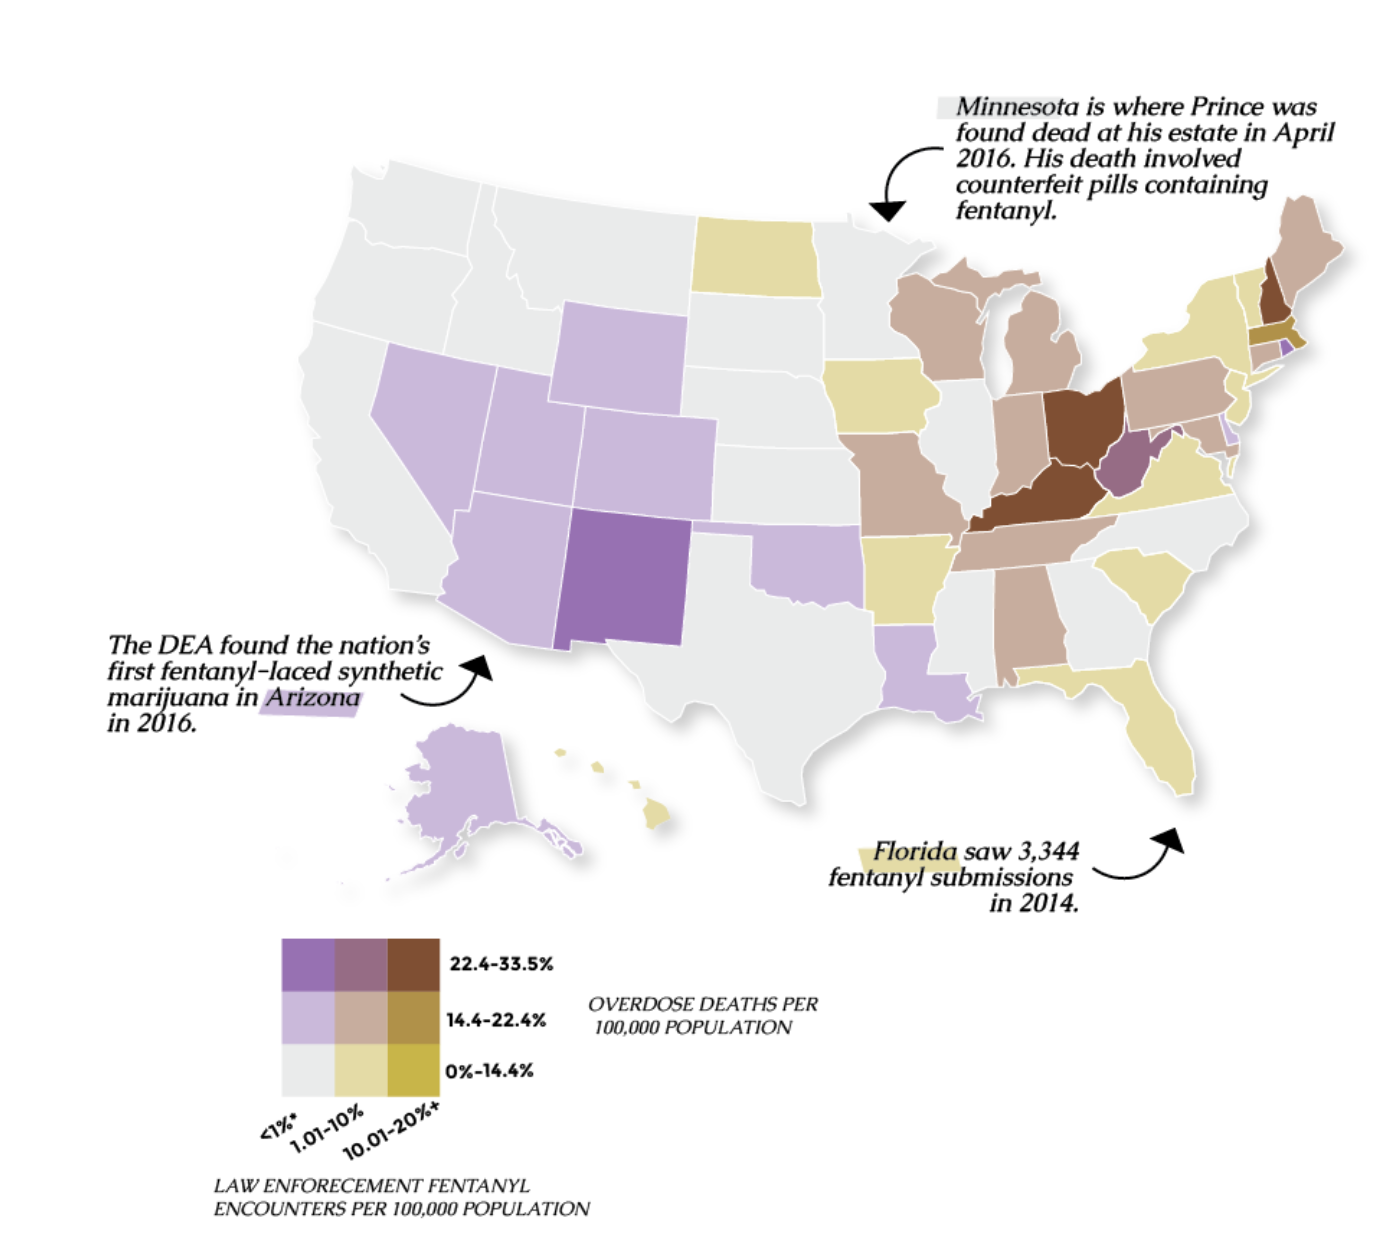 Minnesota is where Prince was
found dead at his estate in April
2016. His death involved
counterfeit pills containing
fentanyl.
The DEA found the nation's
first fentanyl-laced synthetic
marijuana in Arizona
in 2016.
Florida saw 3,344
fentanyl submissions
in 2014.
22.4-33.5%
14.4-22.4%
0%-14.4%
OVERDOSE DEATHS PER
100,000 POPULATION
<1%*
1.01-10%
10.01-20%+
LAW ENFORECEMENT FENTANYL
ENCOUNTERS PER 100,000 POPULATION